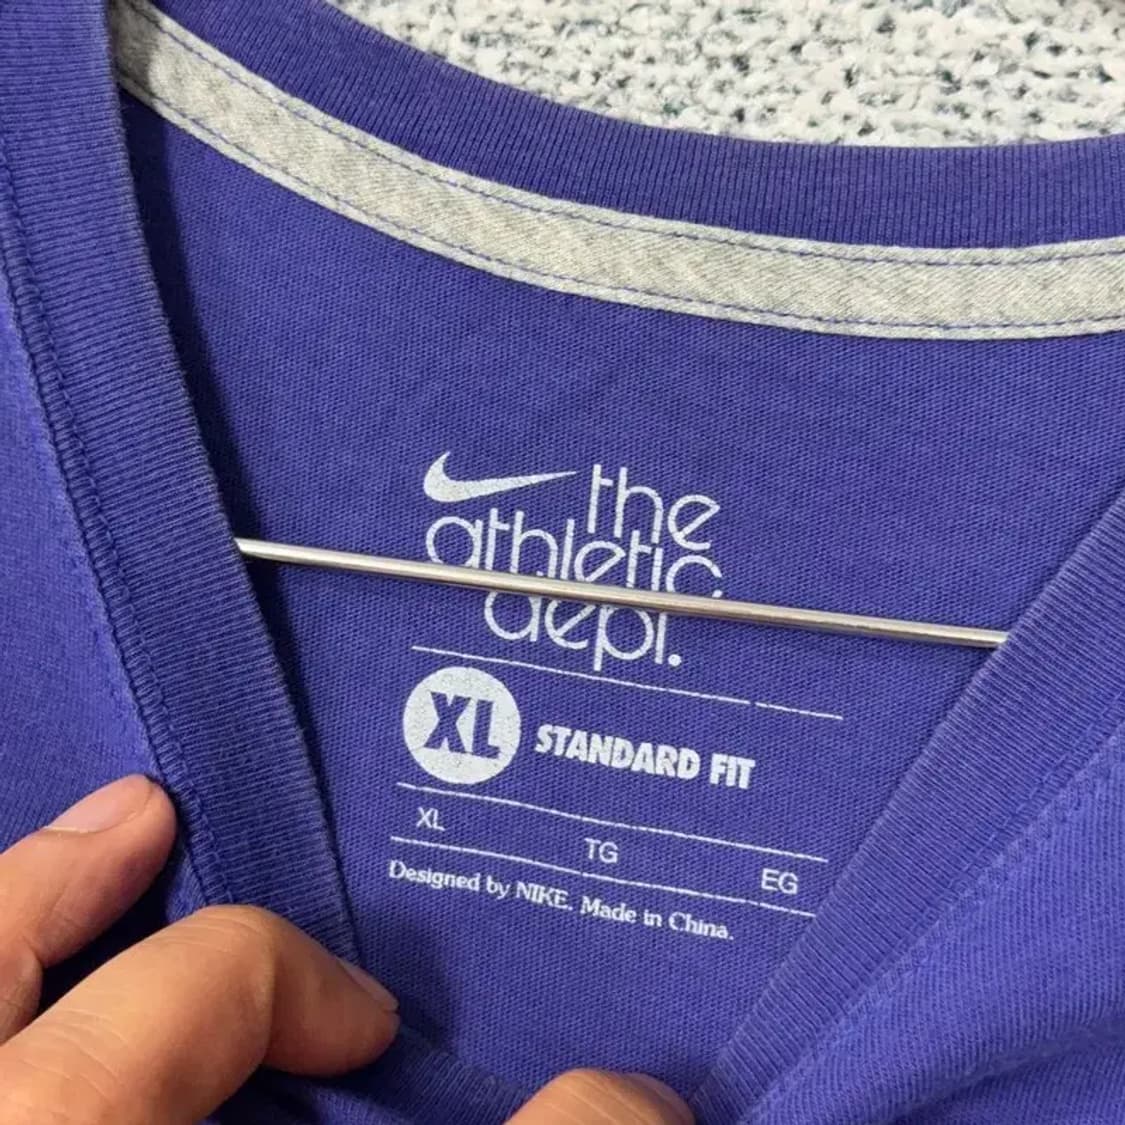 the
athletic
dept.
XL STANDARD FIT
XL TG EG
Designed by NIKE. Made in China.